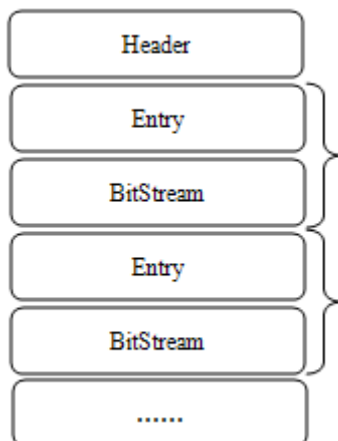 Header
Entry
BitStream
Entry
BitStream
......